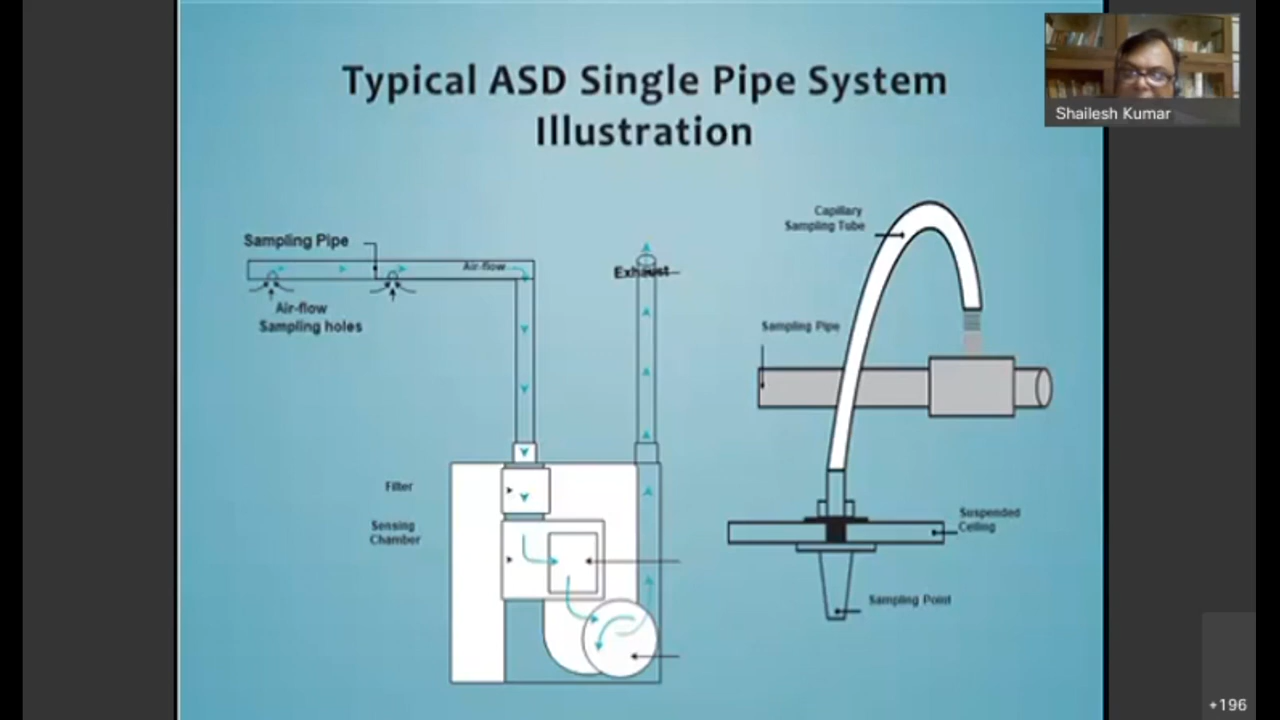 Typical ASD Single Pipe System
Illustration
Shailesh Kumar
Sampling Pipe
Air-flow
Air-flow
Sampling holes
Exhaust
Filter
Sensing
Chamber
Capillary
Sampling Tube
Sampling Pipe
Suspended
Ceiling
Sampling Point
+196